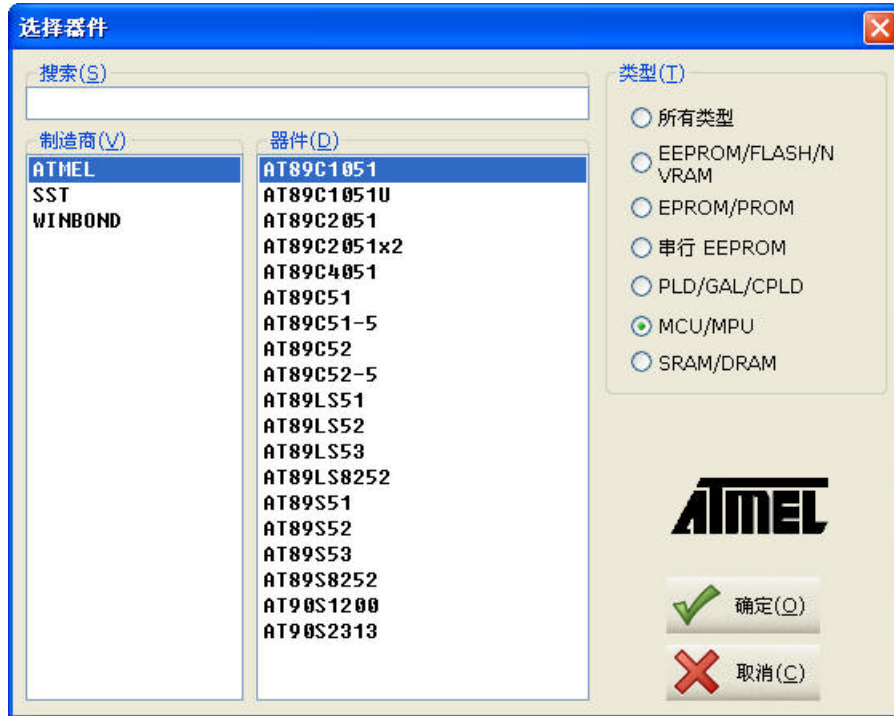 选择器件
搜索(S)
制造商(V)
ATMEL
SST
WINBOND
器件(D)
AT89C1051
AT89C1051U
AT89C2051
AT89C2051x2
AT89C4051
AT89C51
AT89C51-5
AT89C52
AT89C52-5
AT89LS51
AT89LS52
AT89LS53
AT89LS8252
AT89S51
AT89S52
AT89S53
AT89S8252
AT90S1200
AT90S2313
类型(T)
所有类型
EEPROM/FLASH/N
VRAM
EPROM/PROM
串行 EEPROM
PLD/GAL/CPLD
MCU/MPU
SRAM/DRAM
ATMEL
确定(O)
取消(C)